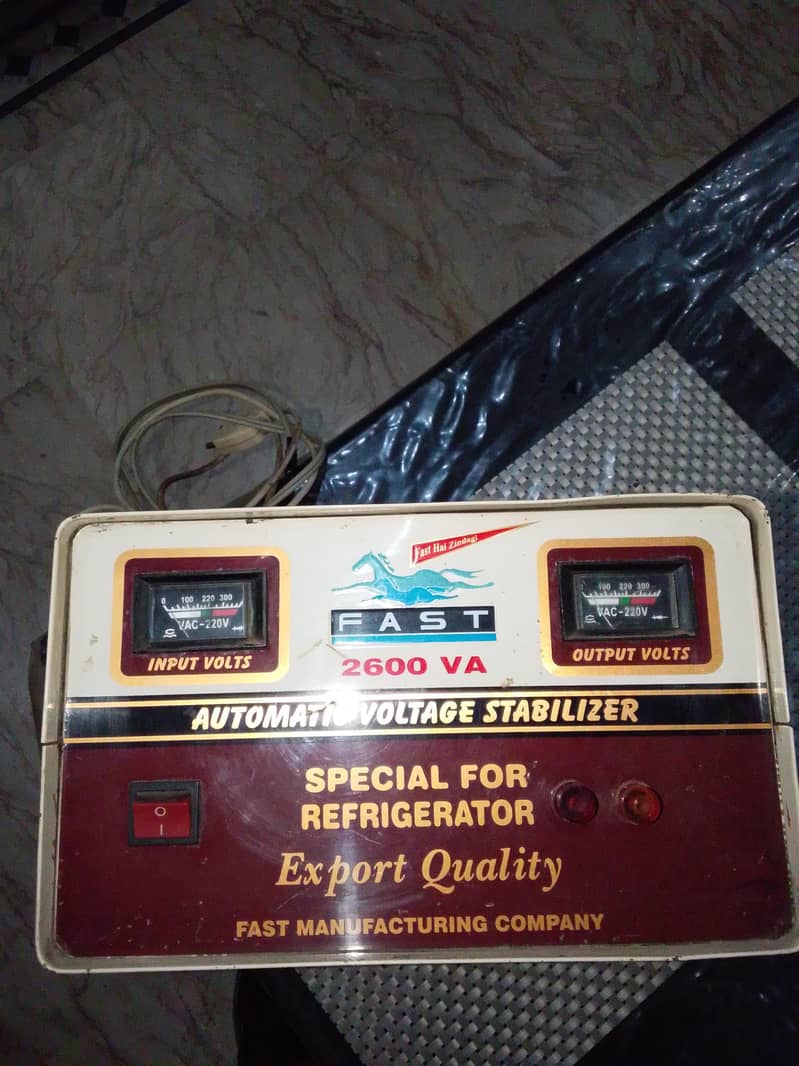 Fast Hai Zindagi
0 100 220 300
VAC-220V
INPUT VOLTS
FAST
2600 VA
100 220 300
VAC-220V
OUTPUT VOLTS
AUTOMATIC VOLTAGE STABILIZER
SPECIAL FOR
REFRIGERATOR
Export Quality
FAST MANUFACTURING COMPANY